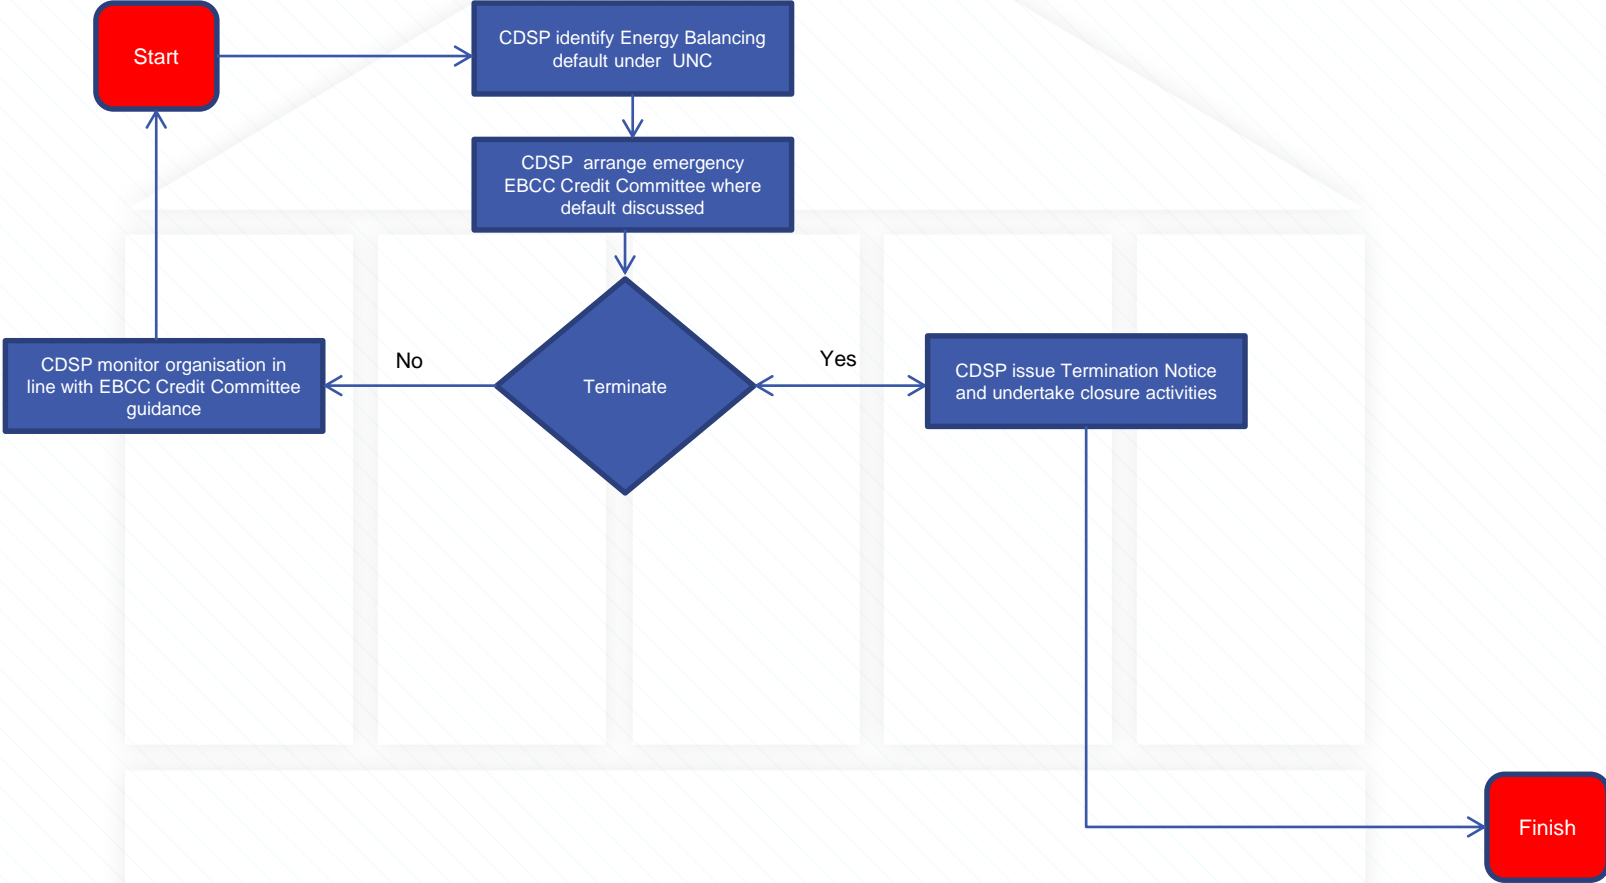 Start
CDSP identify Energy Balancing
default under UNC
CDSP arrange emergency
EBCC Credit Committee where
default discussed
Terminate
No
Yes
CDSP monitor organisation in
line with EBCC Credit Committee
guidance
CDSP issue Termination Notice
and undertake closure activities
Finish